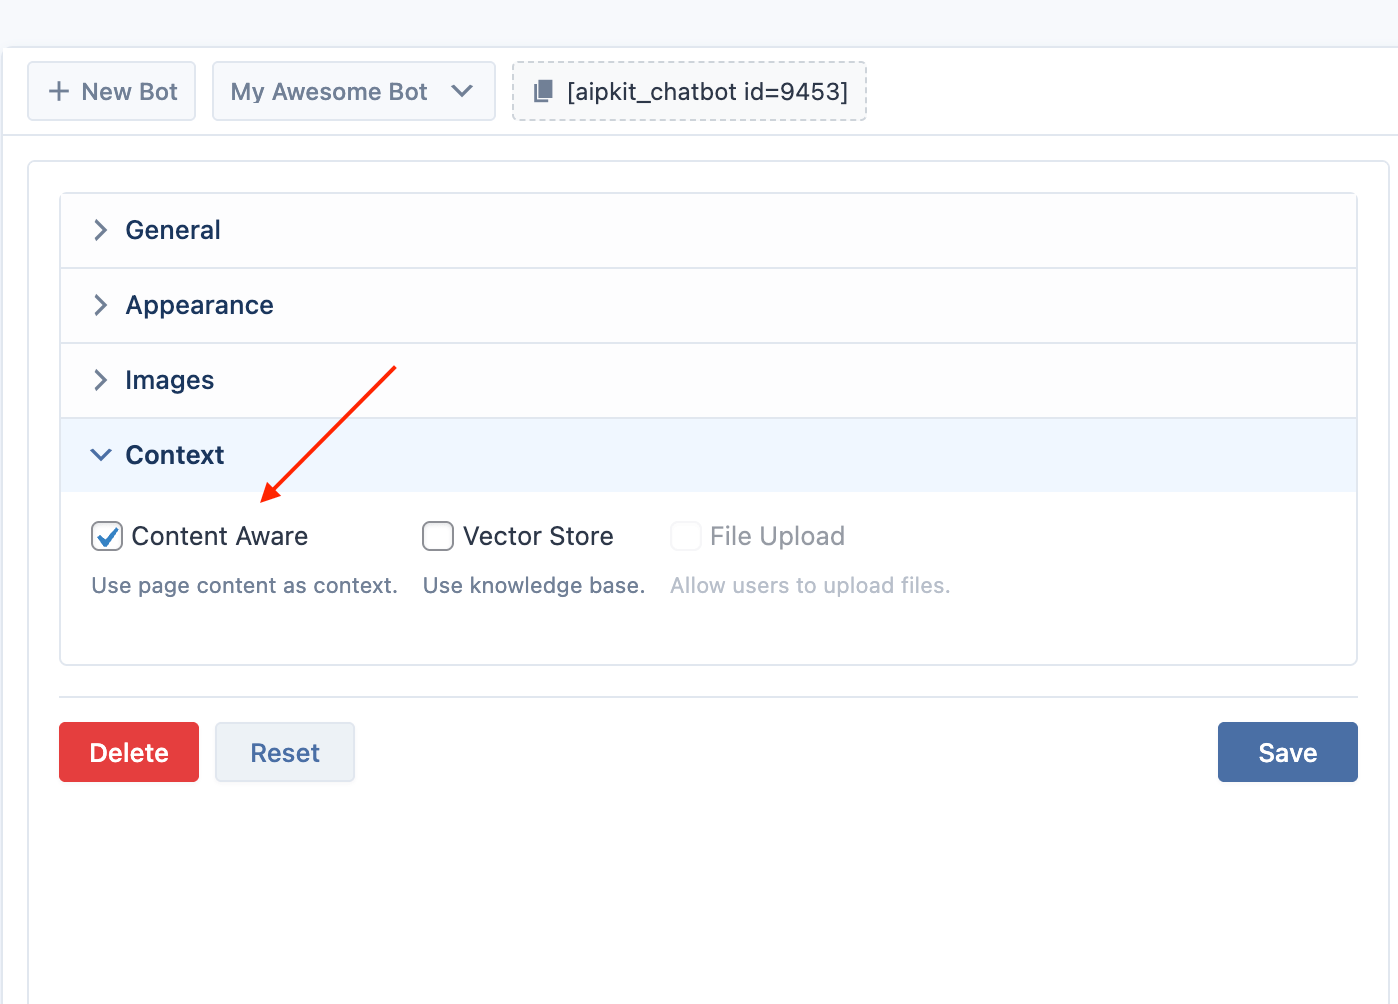 + New Bot
My Awesome Bot
[aipkit_chatbot id=9453]
General
Appearance
Images
Context
Content Aware
Vector Store
File Upload
Use page content as context.
Use knowledge base.
Allow users to upload files.
Delete
Reset
Save